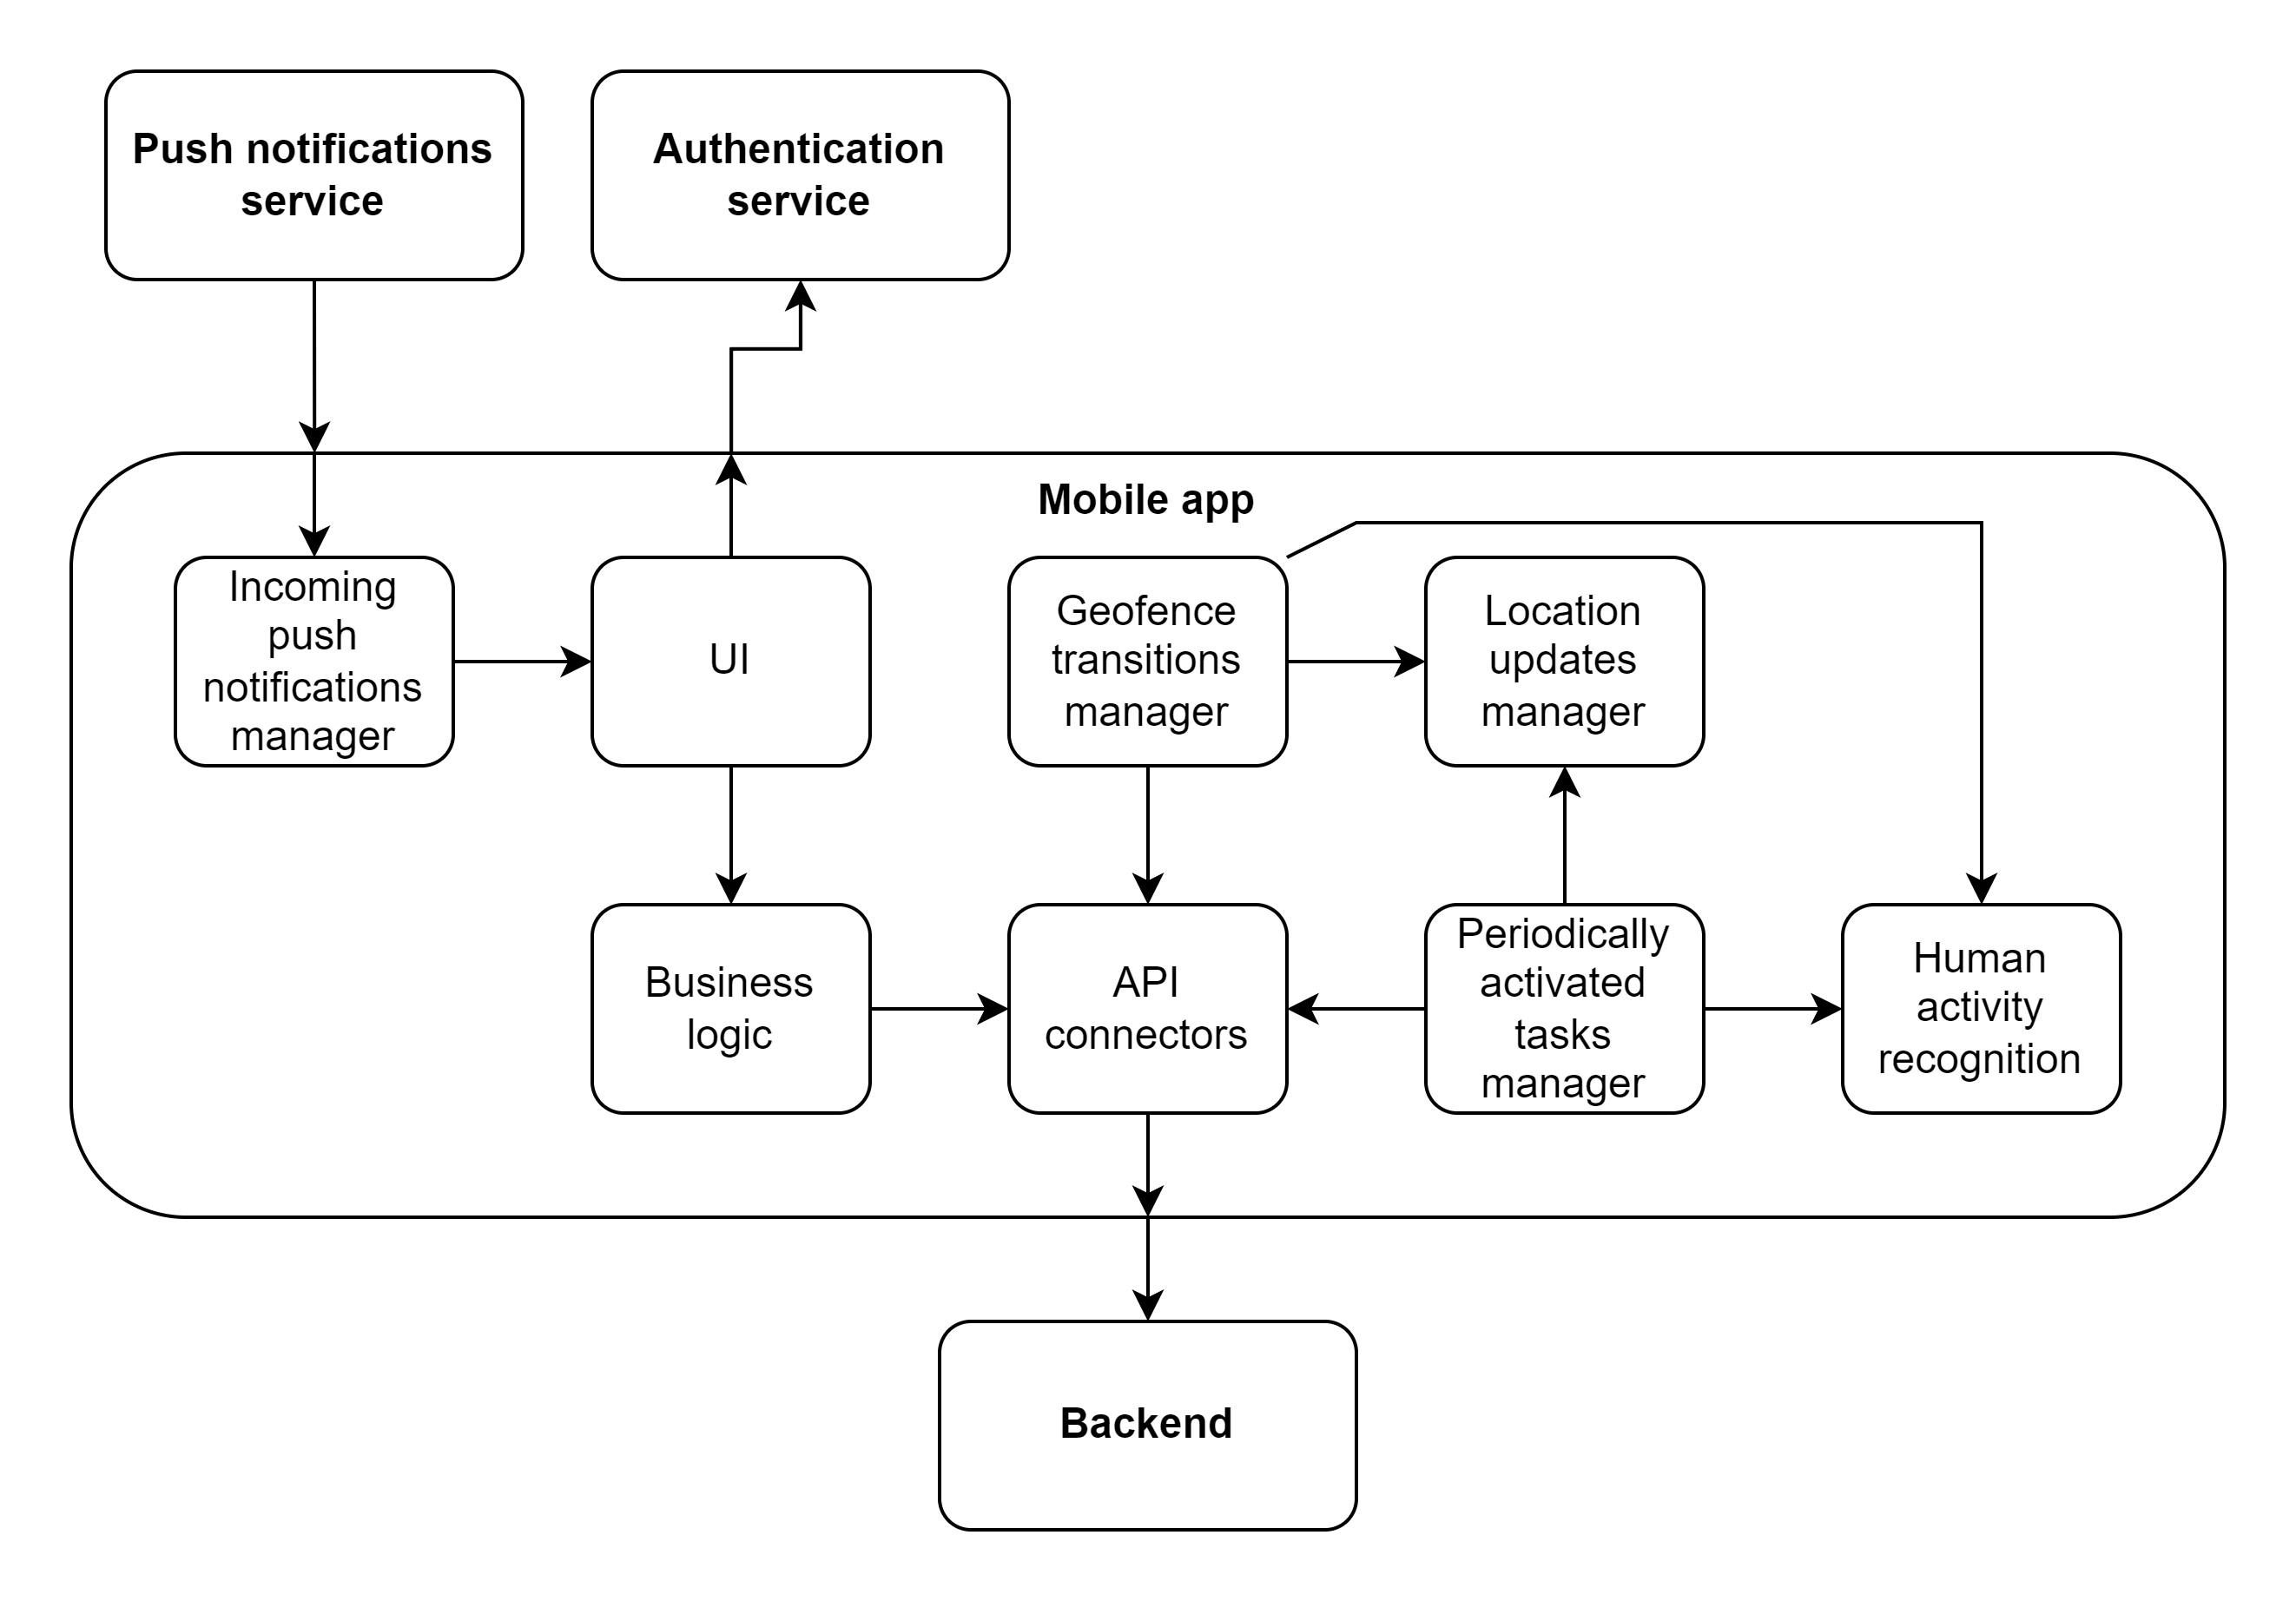 Push notifications
service
Authentication
service
Mobile app
Incoming
push
notifications
manager
UI
Geofence
transitions
manager
Location
updates
manager
Business
logic
API
connectors
Periodically
activated
tasks
manager
Human
activity
recognition
Backend